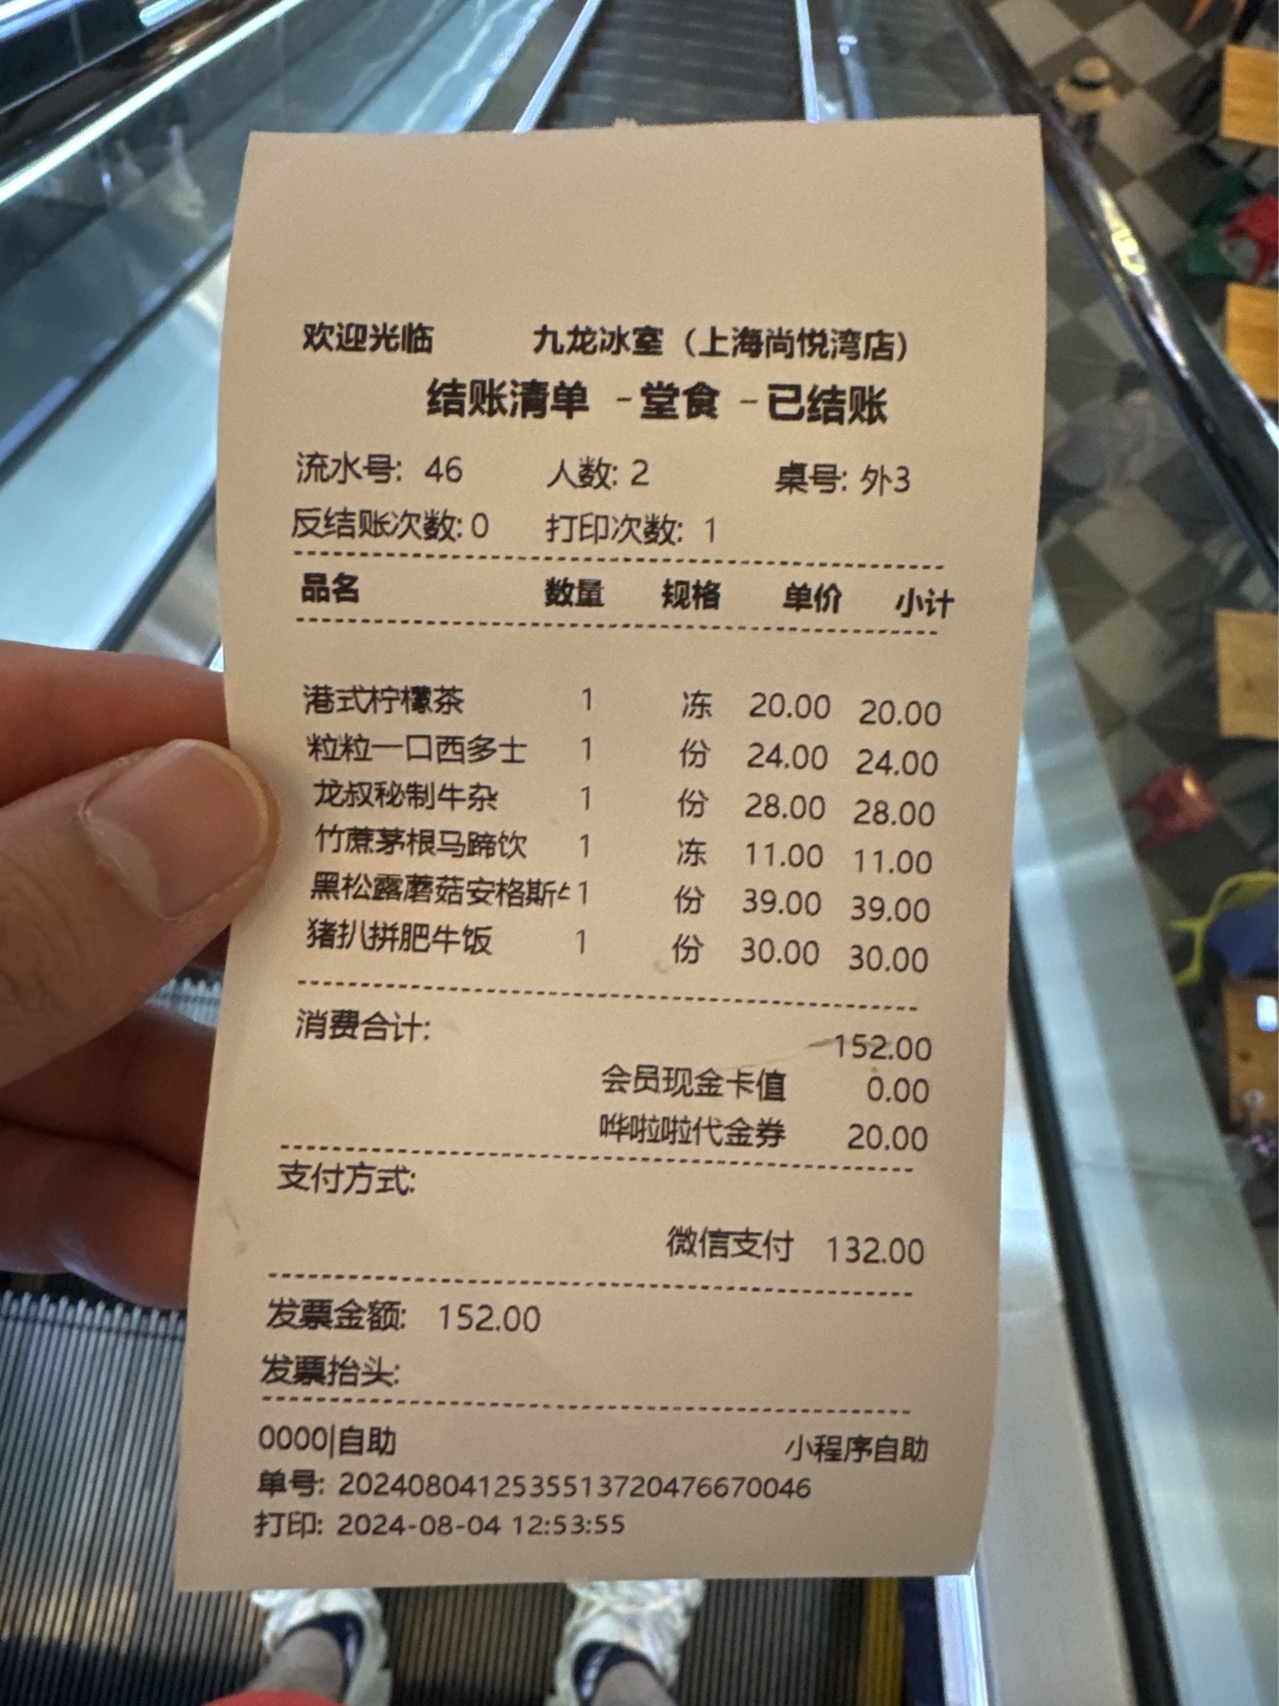 欢迎光临 九龙冰室（上海尚悦湾店）
结账清单 -堂食 -已结账
流水号: 46 人数: 2 桌号: 外3
反结账次数: 0 打印次数: 1
品名 数量 规格 单价 小计
港式柠檬茶 1 冻 20.00 20.00
粒粒一口西多士 1 份 24.00 24.00
龙叔秘制牛杂 1 份 28.00 28.00
竹蔗茅根马蹄饮 1 冻 11.00 11.00
黑松露蘑菇安格斯 1 份 39.00 39.00
猪扒拼肥牛饭 1 份 30.00 30.00
消费合计:
152.00
会员现金卡值 0.00
哗啦啦代金券 20.00
支付方式:
微信支付 132.00
发票金额: 152.00
发票抬头:
0000|自助 小程序自助
单号: 2024080412535513720476670046
打印: 2024-08-04 12:53:55